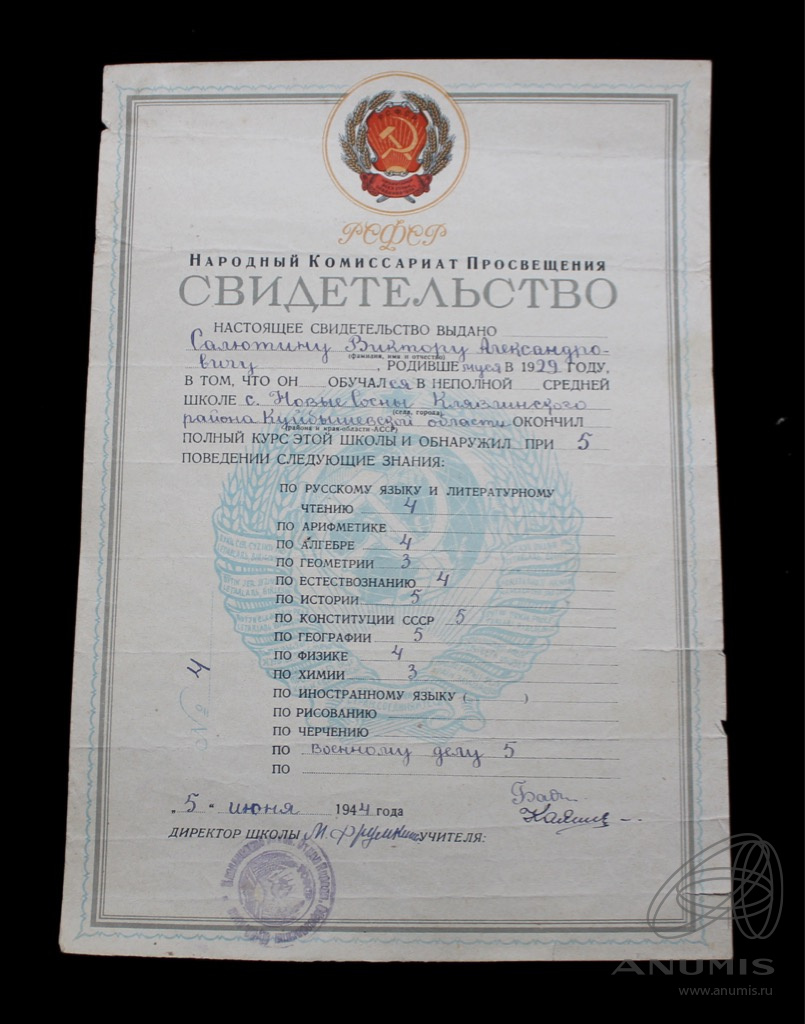 РСФСР
НАРОДНЫЙ КОМИССАРИАТ ПРОСВЕЩЕНИЯ
СВИДЕТЕЛЬСТВО
НАСТОЯЩЕЕ СВИДЕТЕЛЬСТВО ВЫДАНО
Салютину Виктору Александро-
(фамилия, имя и отчество)
вичу, РОДИВШЕМУСЯ В 1929 ГОДУ,
В ТОМ, ЧТО ОН ОБУЧАЛСЯ В НЕПОЛНОЙ СРЕДНЕЙ
ШКОЛЕ с. Новые Сосны Клявлинского
(села, города,
района Куйбышевской области ОКОНЧИЛ
района и края-области-АССР)
ПОЛНЫЙ КУРС ЭТОЙ ШКОЛЫ И ОБНАРУЖИЛ ПРИ 5
ПОВЕДЕНИИ СЛЕДУЮЩИЕ ЗНАНИЯ:
ПО РУССКОМУ ЯЗЫКУ И ЛИТЕРАТУРНОМУ
ЧТЕНИЮ 4
ПО АРИФМЕТИКЕ
ПО АЛГЕБРЕ 4
ПО ГЕОМЕТРИИ 3
ПО ЕСТЕСТВОЗНАНИЮ 4
ПО ИСТОРИИ 5
ПО КОНСТИТУЦИИ СССР 5
ПО ГЕОГРАФИИ 5
ПО ФИЗИКЕ 4
ПО ХИМИИ 3
ПО ИНОСТРАННОМУ ЯЗЫКУ ( )
ПО РИСОВАНИЮ
ПО ЧЕРЧЕНИЮ
ПО Военному делу 5
ПО
№ 4
„5" июня 1944 года
ДИРЕКТОР ШКОЛЫ М. Фрумкин УЧИТЕЛЯ:
ANUMIS
www.anumis.ru